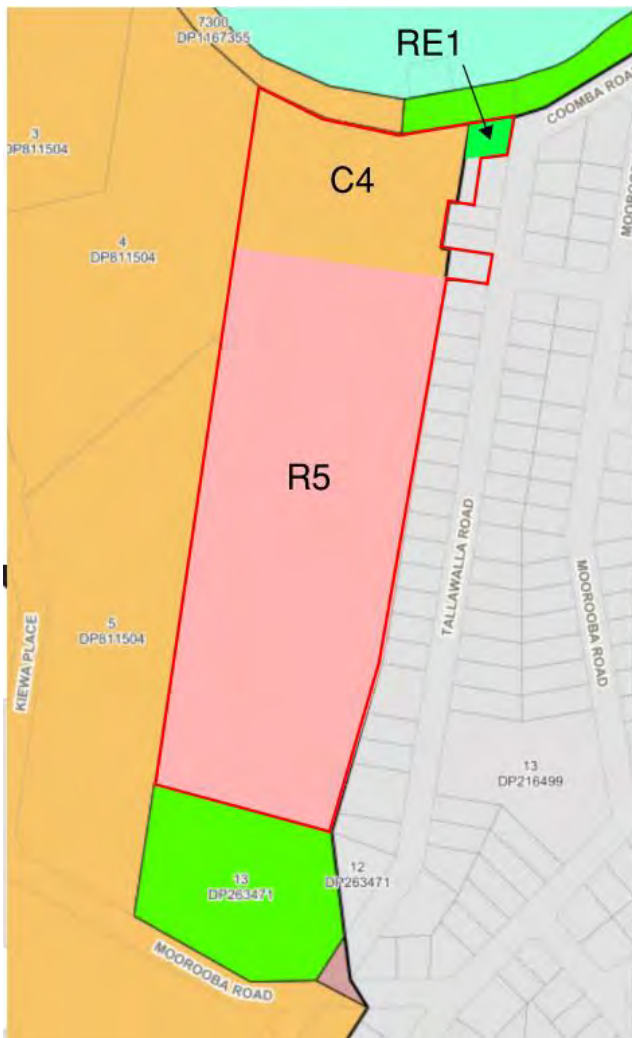 7300
DP1167355
RE1
COOMBA ROAD
3
DP811504
C4
4
DP811504
R5
TALLAWALLA ROAD
MOOROOBA ROAD
5
DP811504
KIEWA PLACE
13
DP216499
12
DP263471
13
DP263471
MOOROOBA ROAD